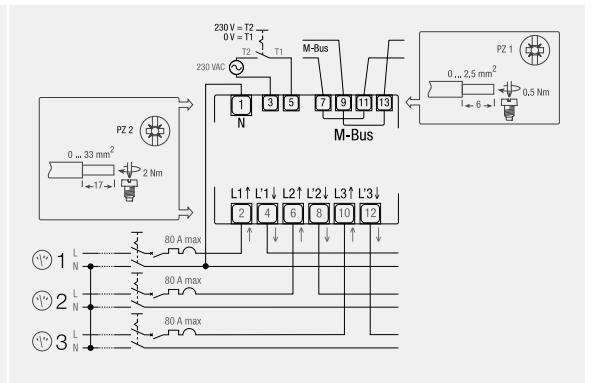 230 V = T2
0 V = T1
T2 T1
230 VAC
M-Bus
PZ 1
0 ... 2,5 mm²
6
0.5 Nm
1 3 5 7 9 11 13
N
M-Bus
PZ 2
0 ... 33 mm²
17
2 Nm
L1↑ L'1↓ L2↑ L'2↓ L3↑ L'3↓
2 4 6 8 10 12
80 A max
1 L
N
80 A max
2 L
N
80 A max
3 L
N